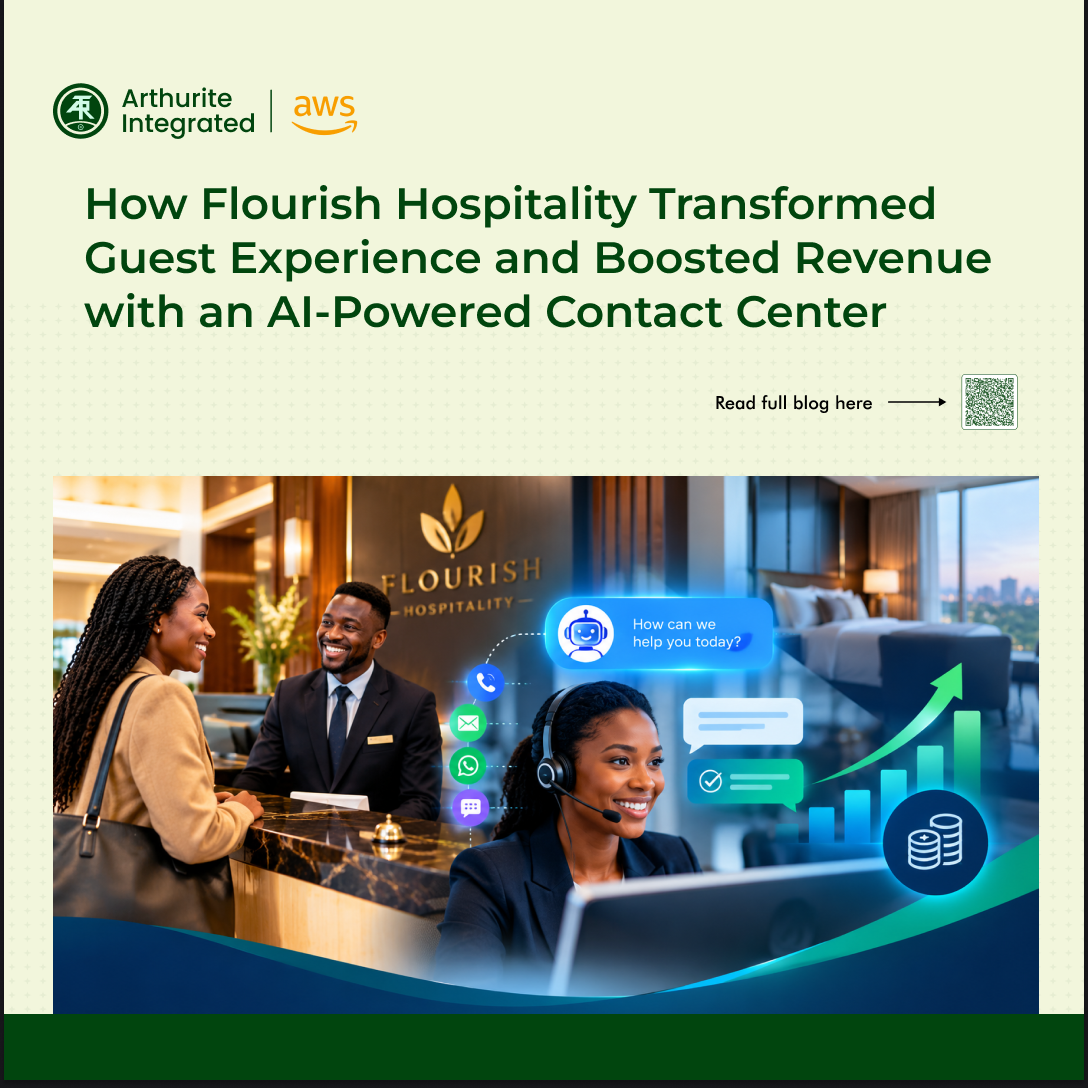 Arthurite
Integrated
aws
How Flourish Hospitality Transformed
Guest Experience and Boosted Revenue
with an AI-Powered Contact Center
Read full blog here
FLOURISH
HOSPITALITY
How can we
help you today?